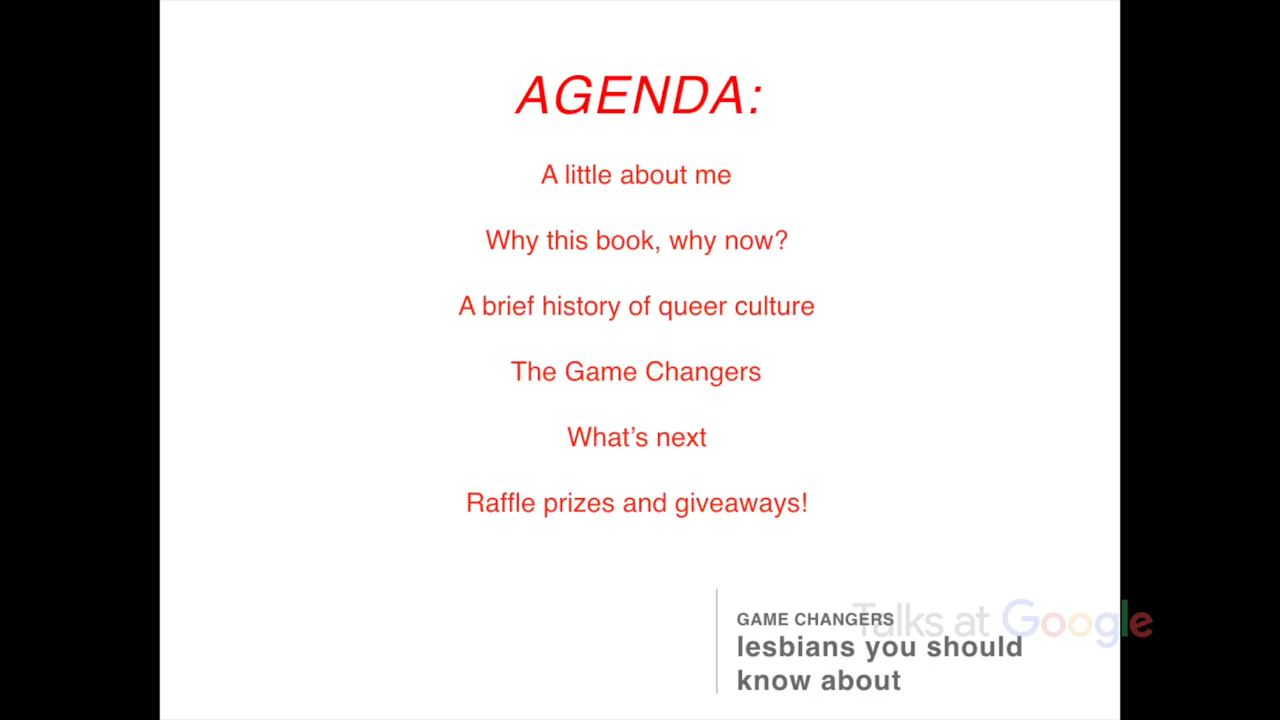 AGENDA:
A little about me
Why this book, why now?
A brief history of queer culture
The Game Changers
What’s next
Raffle prizes and giveaways!
GAME CHANGERS
Talks at Google
lesbians you should
know about